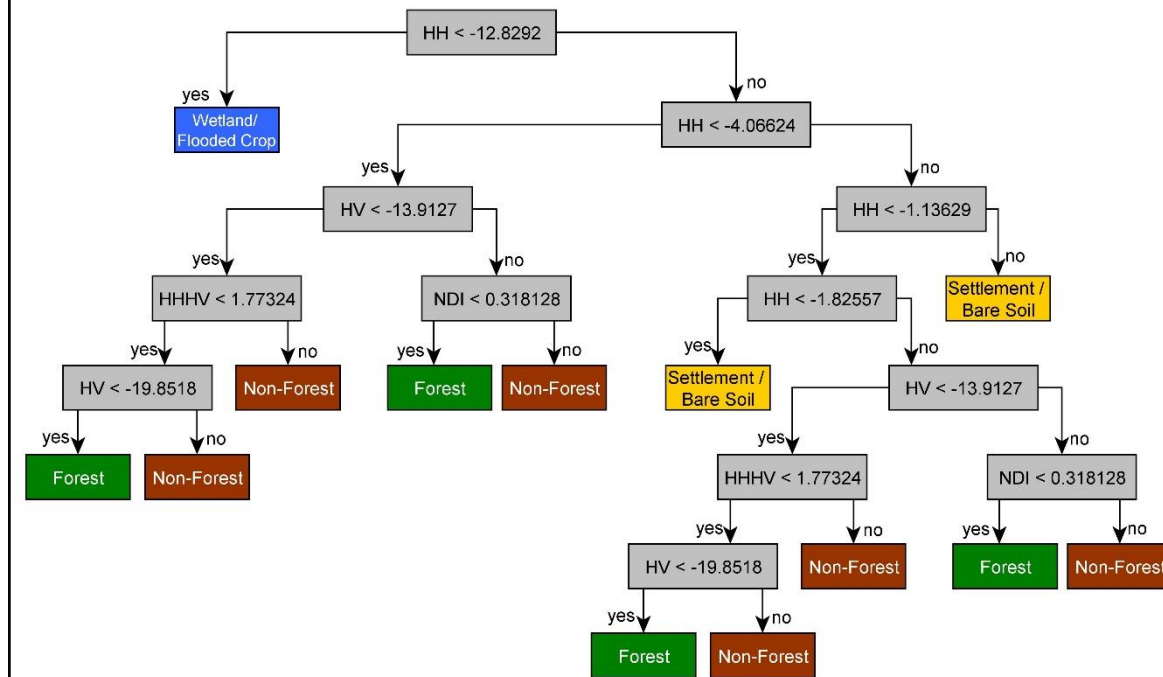 HH < -12.8292
yes
no
Wetland/
Flooded Crop
HH < -4.06624
yes
no
HV < -13.9127
HH < -1.13629
yes
no
yes
no
HHHV < 1.77324
NDI < 0.318128
HH < -1.82557
Settlement /
Bare Soil
yes
no
yes
no
yes
no
HV < -19.8518
Non-Forest
Forest
Non-Forest
Settlement /
Bare Soil
HV < -13.9127
yes
no
yes
no
Forest
Non-Forest
HHHV < 1.77324
NDI < 0.318128
yes
no
yes
no
HV < -19.8518
Non-Forest
Forest
Non-Forest
yes
no
Forest
Non-Forest